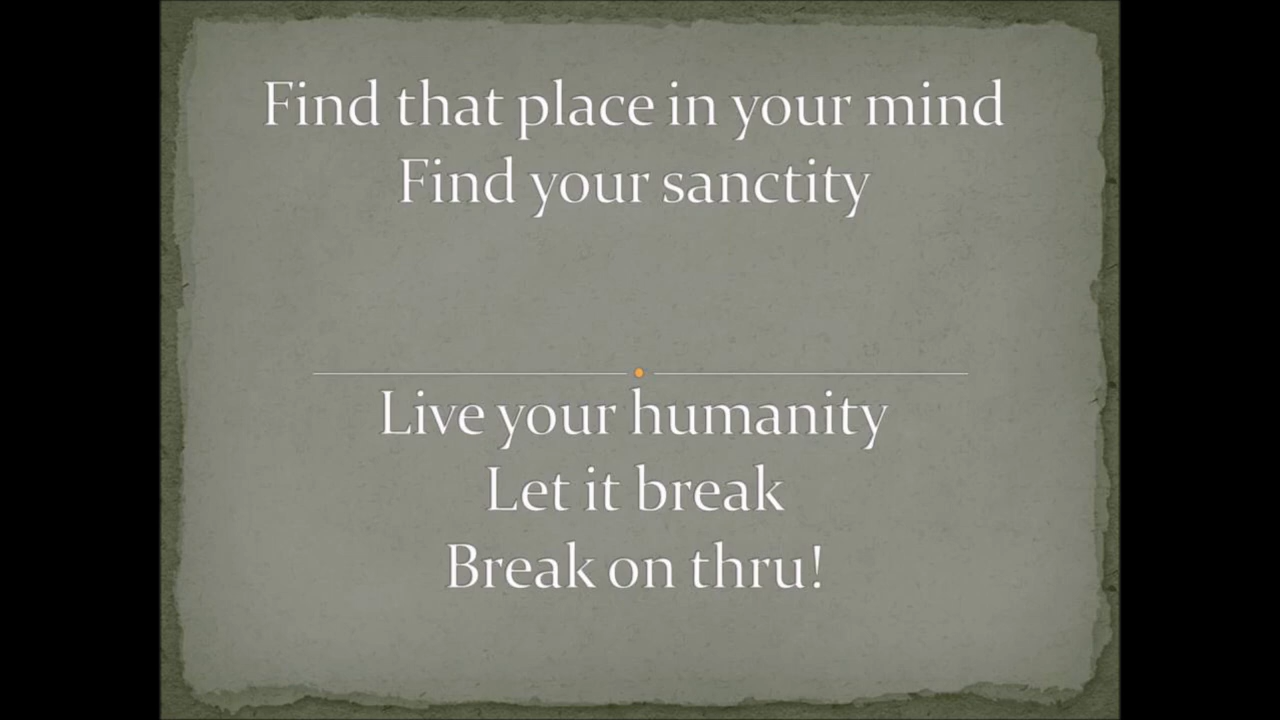 Find that place in your mind
Find your sanctity
Live your humanity
Let it break
Break on thru!